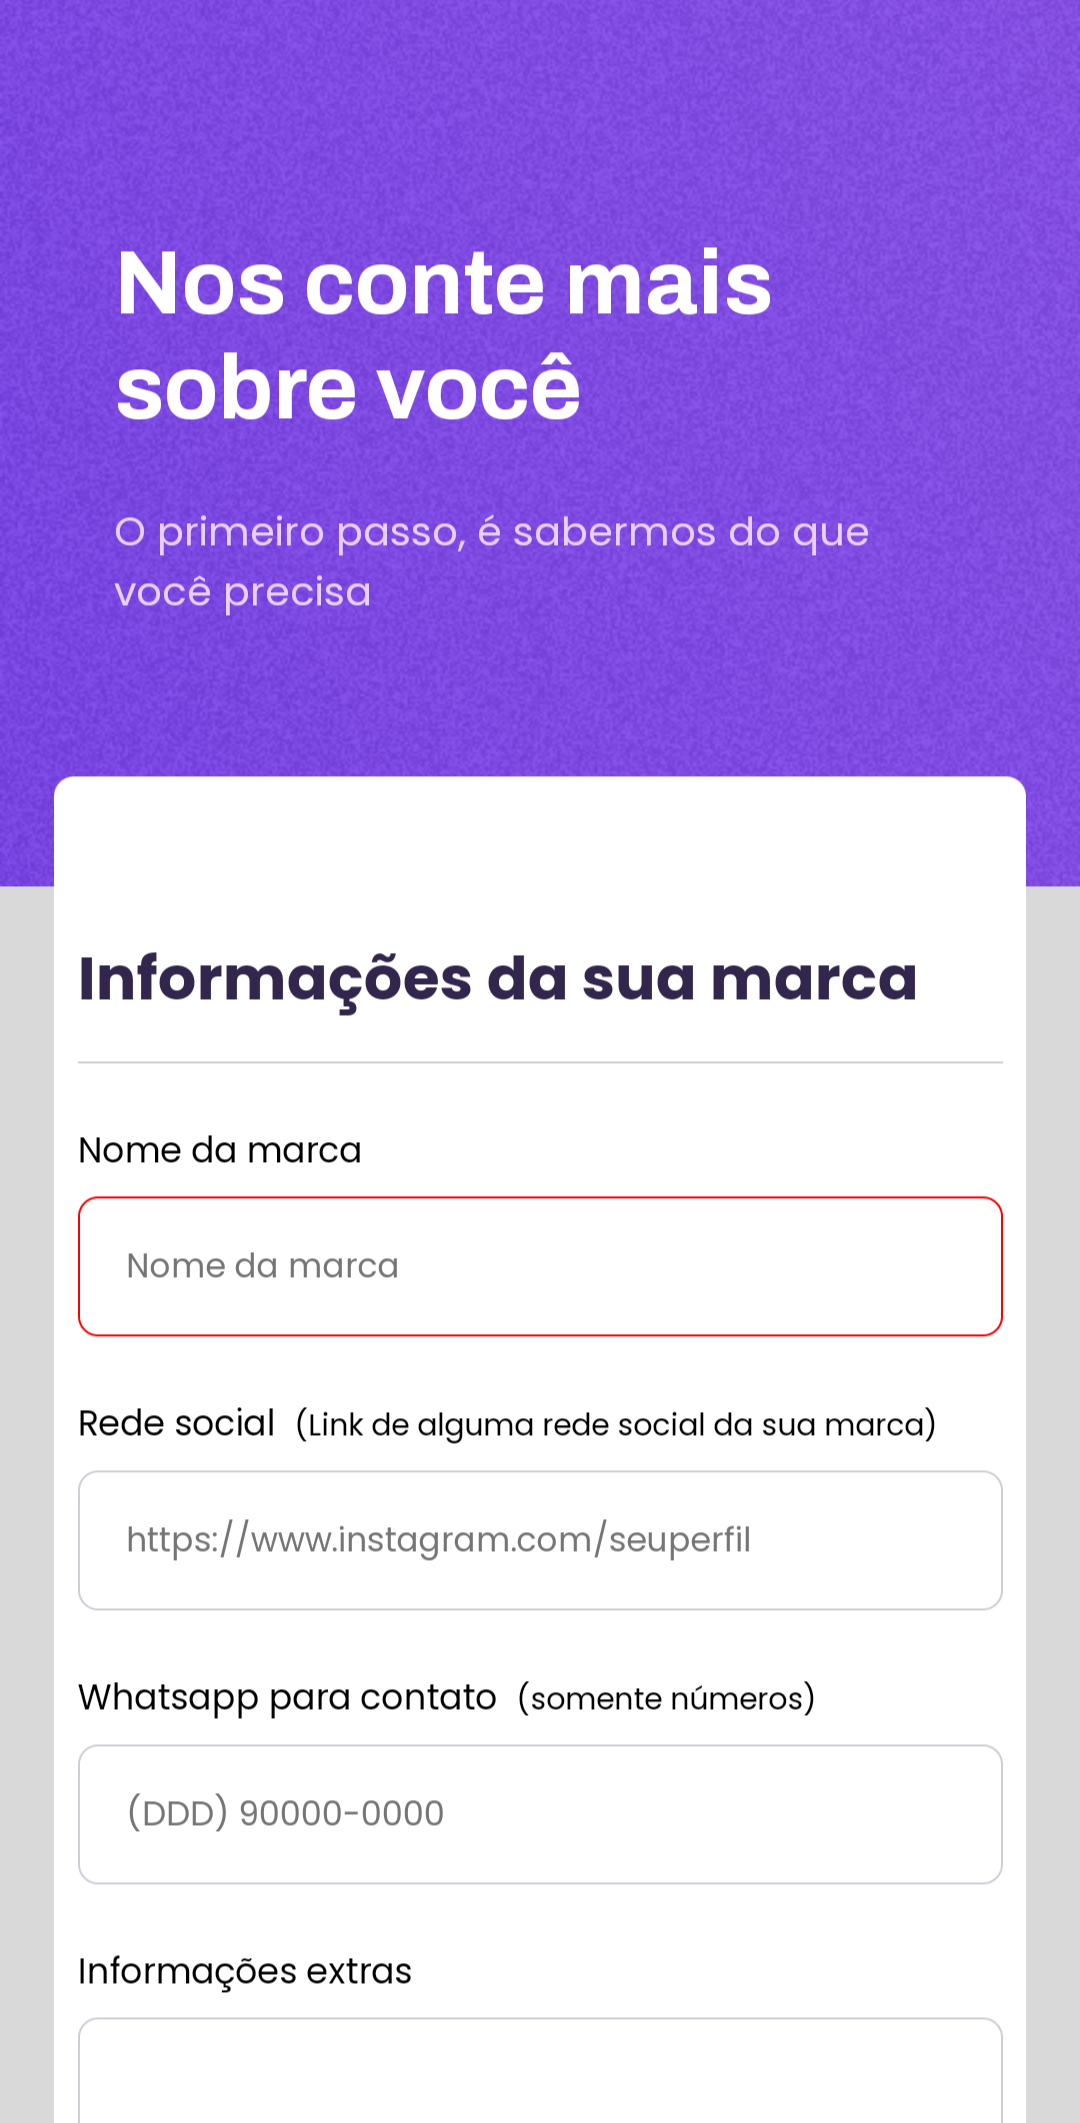 Nos conte mais
sobre você
O primeiro passo, é sabermos do que
você precisa
Informações da sua marca
Nome da marca
Nome da marca
Rede social (Link de alguma rede social da sua marca)
https://www.instagram.com/seuperfil
Whatsapp para contato (somente números)
(DDD) 90000-0000
Informações extras